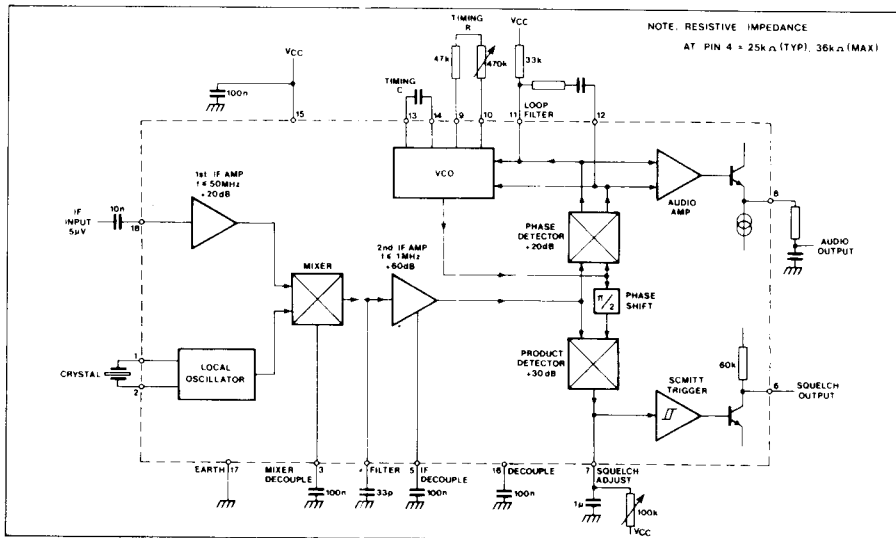 NOTE. RESISTIVE IMPEDANCE
AT PIN 4 = 25kΩ (TYP), 36kΩ (MAX)
TIMING
R
VCC
47k
470k
33k
VCC
100n
TIMING
C
LOOP
FILTER
15
13
14
9
10
11
12
1st IF AMP
f ≤ 50MHz
+20dB
VCO
AUDIO
AMP
8
IF
INPUT
5µV
10n
18
2nd IF AMP
f ≤ 1MHz
+60dB
MIXER
PHASE
DETECTOR
+20dB
AUDIO
OUTPUT
π/2
PHASE
SHIFT
PRODUCT
DETECTOR
+30dB
CRYSTAL
1
2
LOCAL
OSCILLATOR
SCMITT
TRIGGER
60k
6
SQUELCH
OUTPUT
EARTH
17
MIXER
DECOUPLE
3
FILTER
5
IF
DECOUPLE
16
DECOUPLE
7
SQUELCH
ADJUST
100n
33p
100n
100n
1µ
100k
VCC